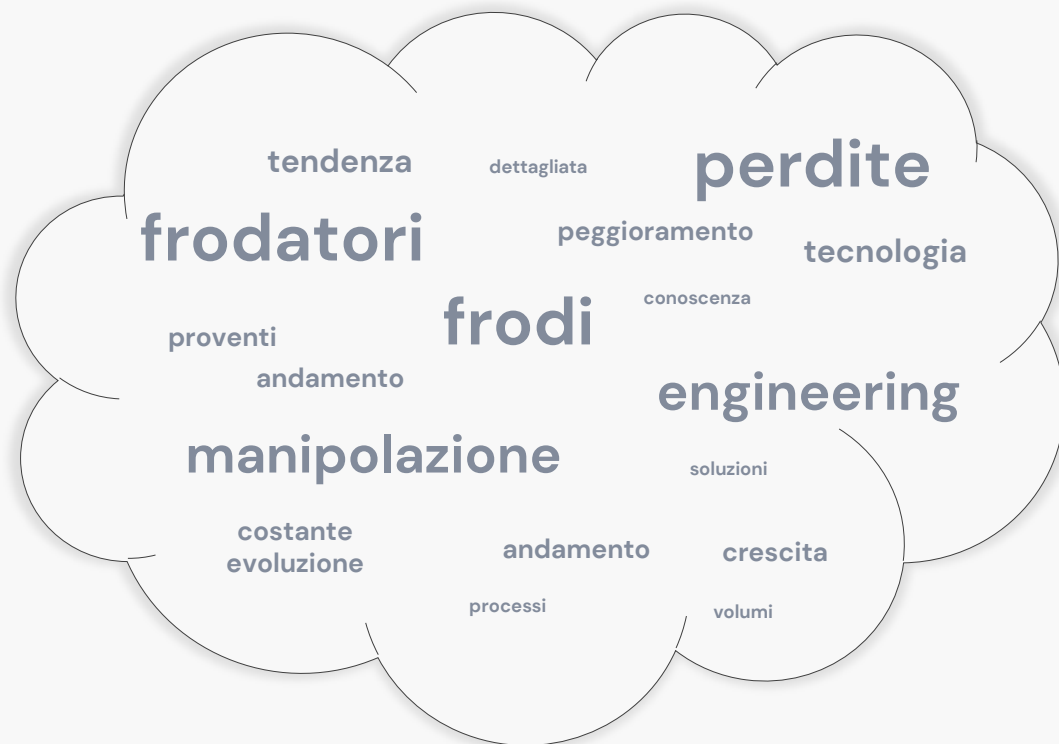 tendenza
dettagliata
perdite
frodatori
peggioramento
tecnologia
frodi
conoscenza
proventi
andamento
engineering
manipolazione
soluzioni
costante
evoluzione
andamento
crescita
processi
volumi